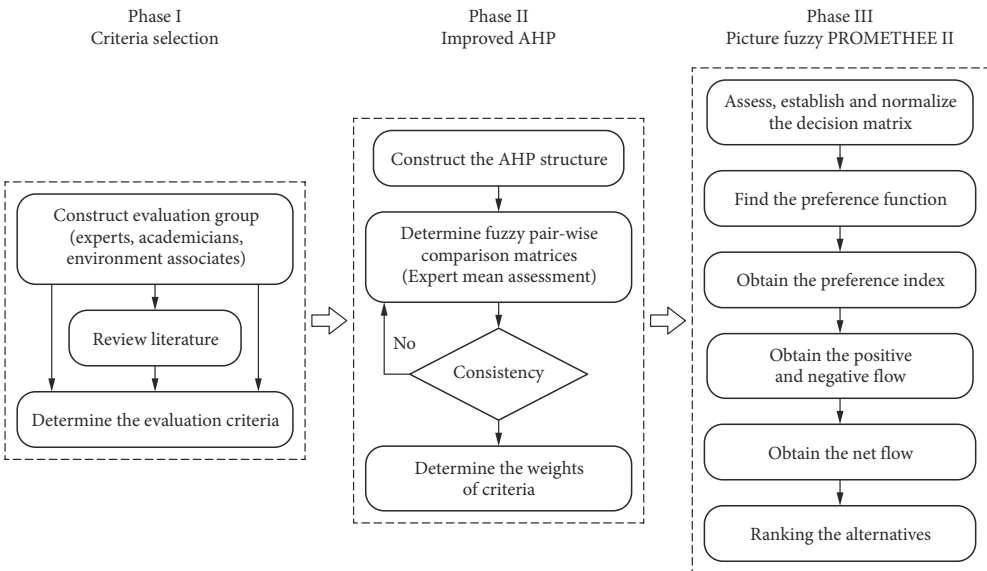 Phase I
Criteria selection
Construct evaluation group
(experts, academicians,
environment associates)
Review literature
Determine the evaluation criteria
Phase II
Improved AHP
Construct the AHP structure
Determine fuzzy pair-wise
comparison matrices
(Expert mean assessment)
No
Consistency
Determine the weights
of criteria
Phase III
Picture fuzzy PROMETHEE II
Assess, establish and normalize
the decision matrix
Find the preference function
Obtain the preference index
Obtain the positive
and negative flow
Obtain the net flow
Ranking the alternatives